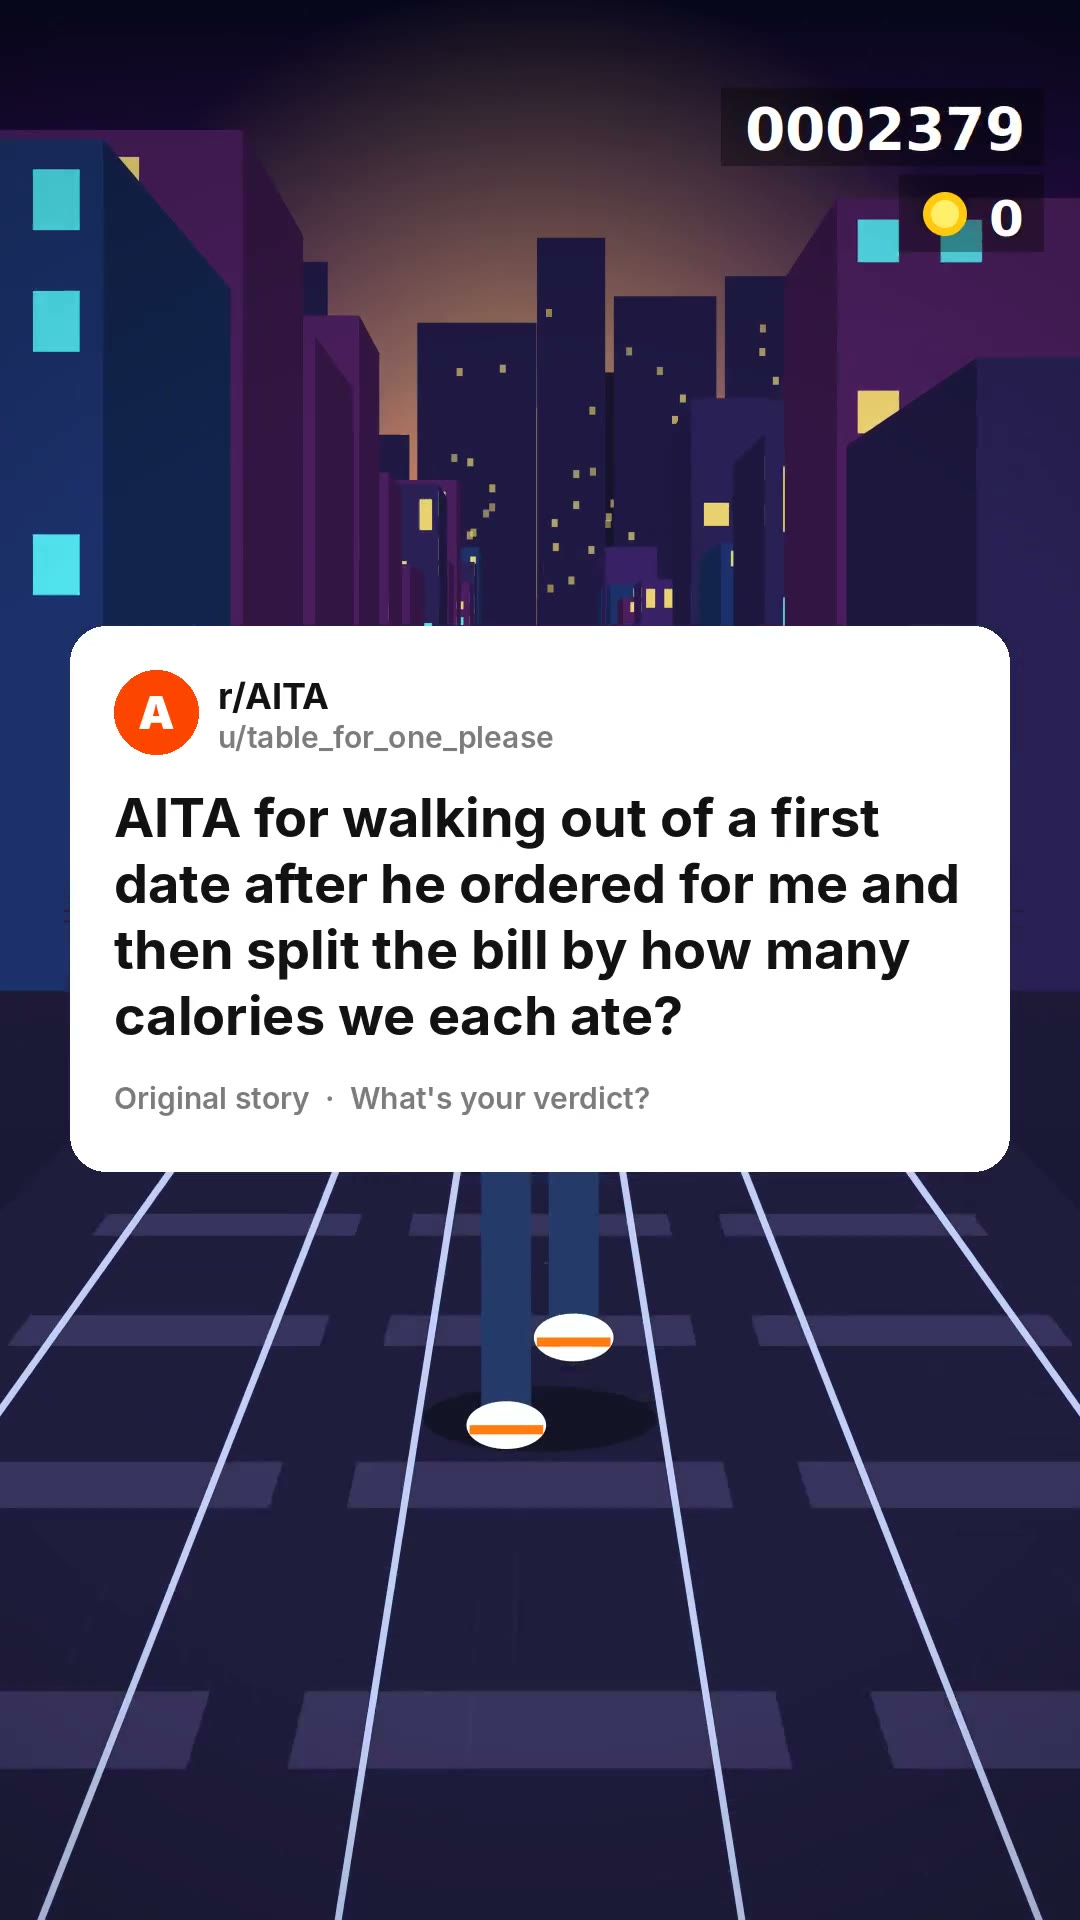 0002379
0
A
r/AITA
u/table_for_one_please
AITA for walking out of a first
date after he ordered for me and
then split the bill by how many
calories we each ate?
Original story · What's your verdict?